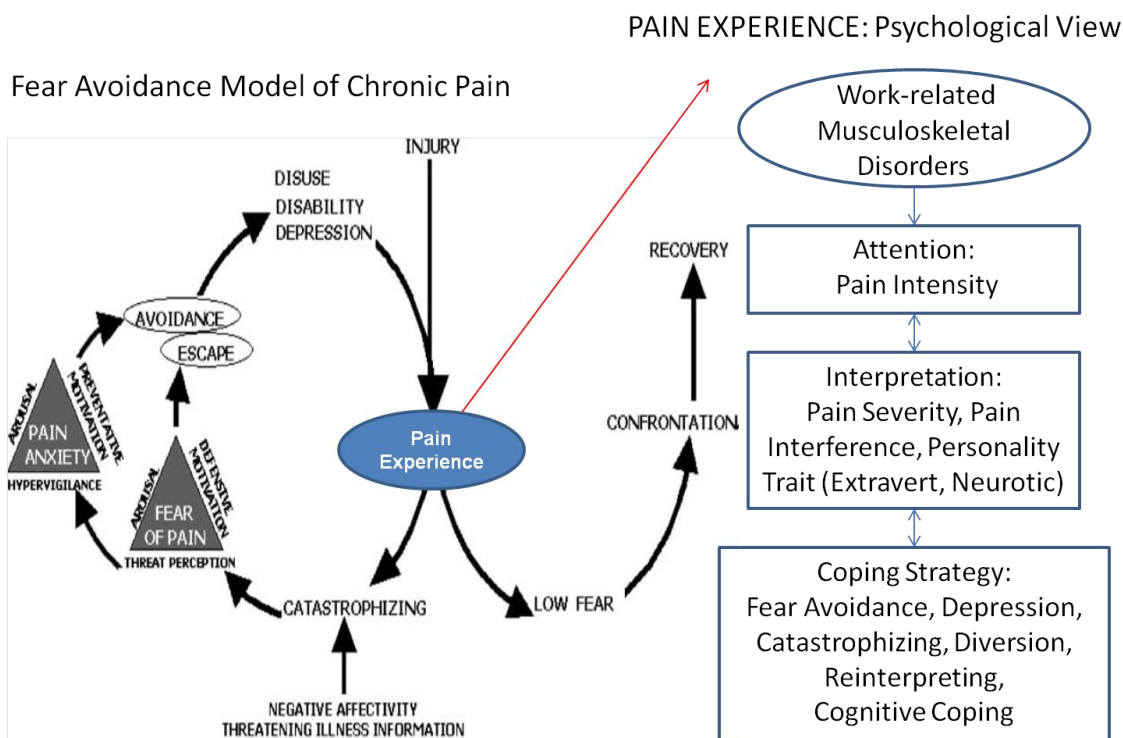 PAIN EXPERIENCE: Psychological View
Fear Avoidance Model of Chronic Pain
INJURY
DISUSE
DISABILITY
DEPRESSION
RECOVERY
AVOIDANCE
ESCAPE
AROUSAL
PREVENTATIVE
MOTIVATION
PAIN
ANXIETY
HYPERVIGILANCE
AROUSAL
DEFENSIVE
MOTIVATION
FEAR
OF PAIN
THREAT PERCEPTION
Pain
Experience
CONFRONTATION
CATASTROPHIZING
LOW FEAR
NEGATIVE AFFECTIVITY
THREATENING ILLNESS INFORMATION
Work-related
Musculoskeletal
Disorders
Attention:
Pain Intensity
Interpretation:
Pain Severity, Pain
Interference, Personality
Trait (Extravert, Neurotic)
Coping Strategy:
Fear Avoidance, Depression,
Catastrophizing, Diversion,
Reinterpreting,
Cognitive Coping